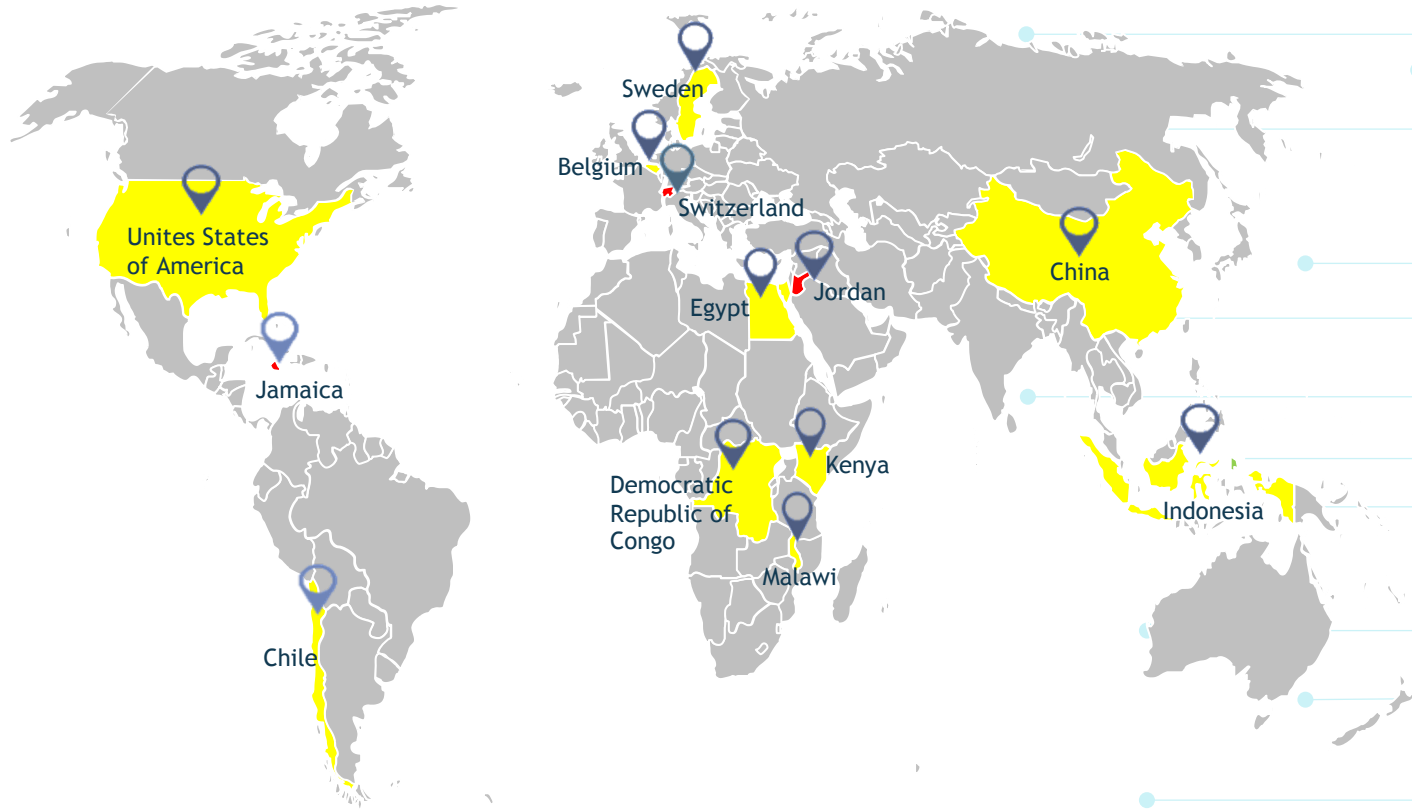 Sweden
Belgium
Switzerland
Unites States
of America
China
Jordan
Egypt
Jamaica
Kenya
Democratic
Republic of
Congo
Indonesia
Malawi
Chile